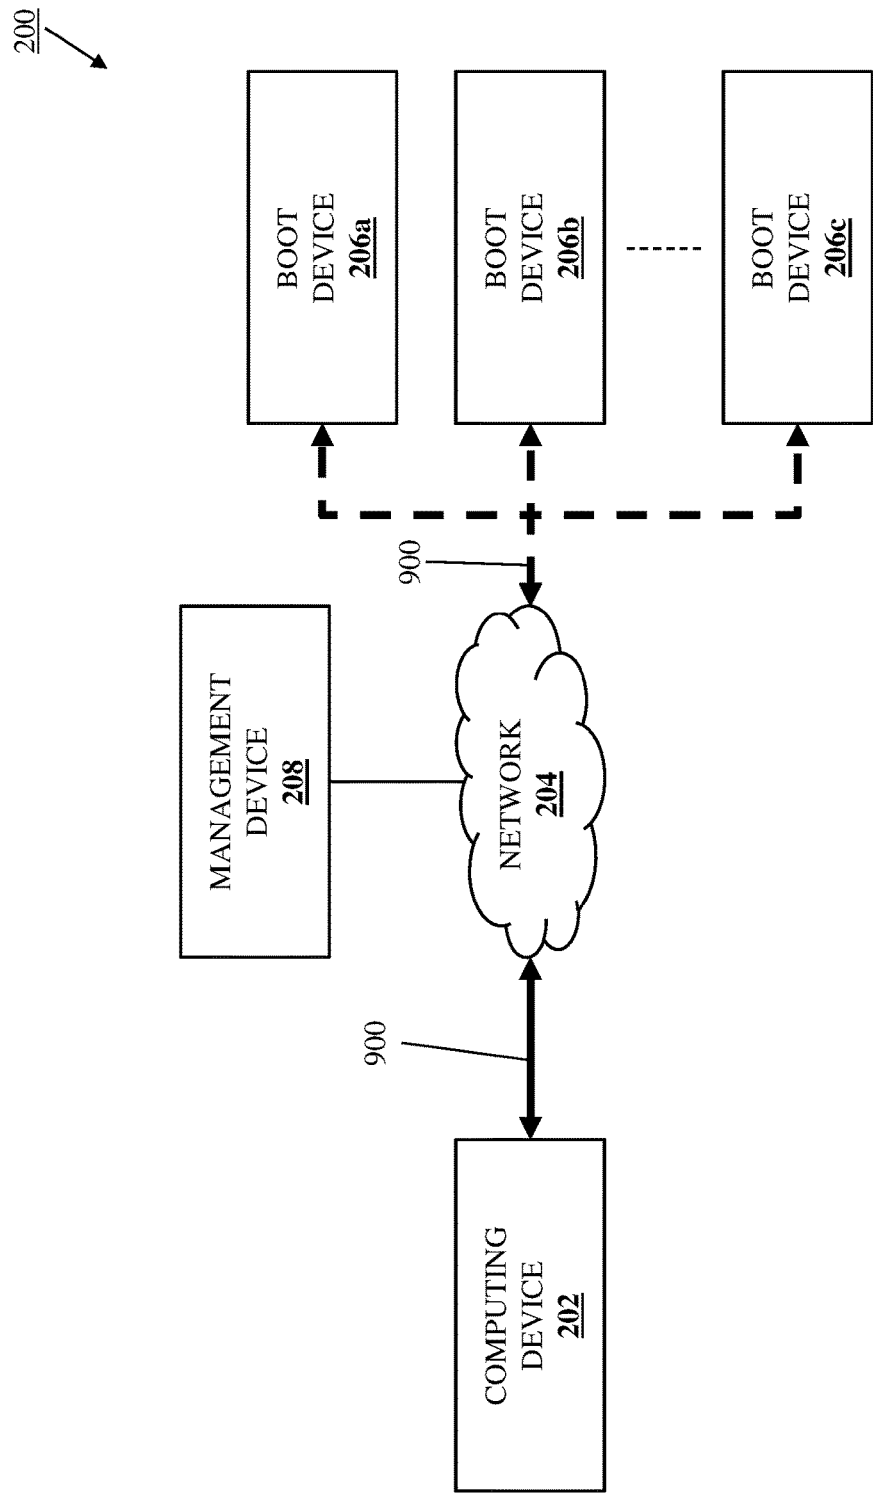 200
BOOT
DEVICE
206a
BOOT
DEVICE
206b
BOOT
DEVICE
206c
900
MANAGEMENT
DEVICE
208
NETWORK
204
900
COMPUTING
DEVICE
202